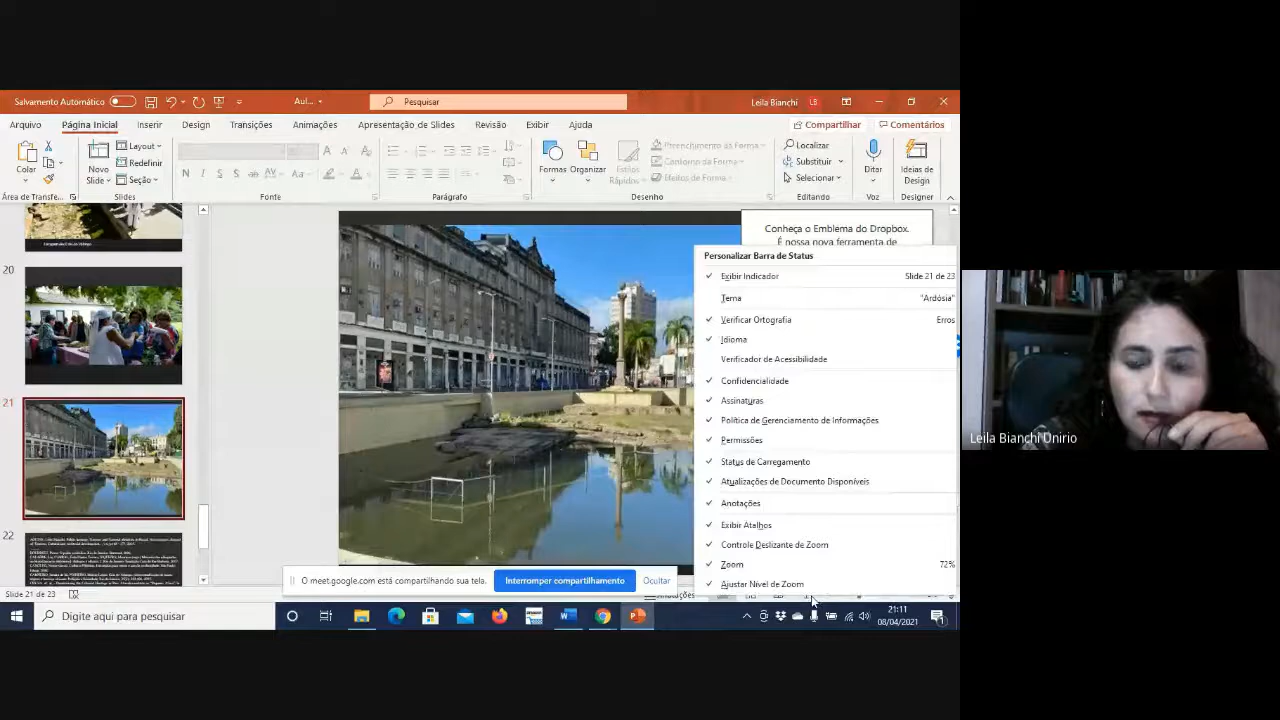 Salvamento Automático
Aul...
Pesquisar
Leila Bianchi
LB
Arquivo
Página Inicial
Inserir
Design
Transições
Animações
Apresentação de Slides
Revisão
Exibir
Ajuda
Compartilhar
Comentários
Colar
Novo
Slide
Layout
Redefinir
Seção
N
I
S
S
ab
AV
Aa
A
Formas
Organizar
Estilos
Rápidos
Preenchimento da Forma
Contorno da Forma
Efeitos de Forma
Localizar
Substituir
Selecionar
Ditar
Ideias de
Design
Área de Transfe...
Slides
Fonte
Parágrafo
Desenho
Editando
Voz
Designer
20
21
22
Conheça o Emblema do Dropbox.
É nossa nova ferramenta de
Personalizar Barra de Status
Exibir Indicador Slide 21 de 23
Tema "Ardósia"
Verificar Ortografia Erros
Idioma
Verificador de Acessibilidade
Confidencialidade
Assinaturas
Política de Gerenciamento de Informações
Permissões
Status de Carregamento
Atualizações de Documento Disponíveis
Anotações
Exibir Atalhos
Controle Deslizante de Zoom
Zoom 72%
Ajustar Nível de Zoom
O meet.google.com está compartilhando sua tela.
Interromper compartilhamento
Ocultar
Slide 21 de 23
Anotações
Digite aqui para pesquisar
21:11
08/04/2021
Leila Bianchi Unirio